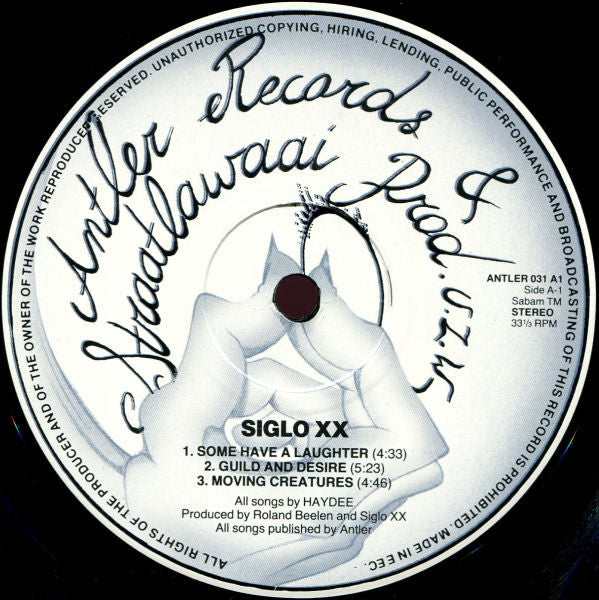 ALL RIGHTS OF THE PRODUCER AND OF THE OWNER OF THE WORK REPRODUCED RESERVED. UNAUTHORIZED COPYING, HIRING, LENDING, PUBLIC PERFORMANCE AND BROADCASTING OF THIS RECORD IS PROHIBITED. MADE IN EEC.
Antler Records &
Straatlawaai Prod. v.z.w.
ANTLER 031 A1
Side A-1
Sabam TM
STEREO
33⅓ RPM
SIGLO XX
1. SOME HAVE A LAUGHTER (4:33)
2. GUILD AND DESIRE (5:23)
3. MOVING CREATURES (4:46)
All songs by HAYDEE
Produced by Roland Beelen and Siglo XX
All songs published by Antler